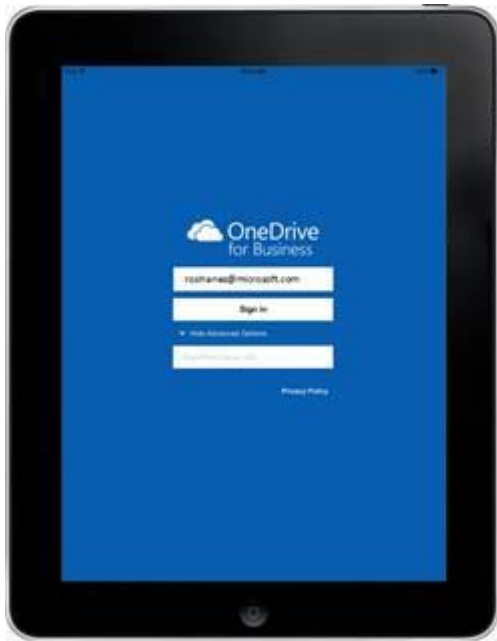 OneDrive
for Business
roshanes@microsoft.com
Sign in
Hide Advanced Options
Privacy Policy